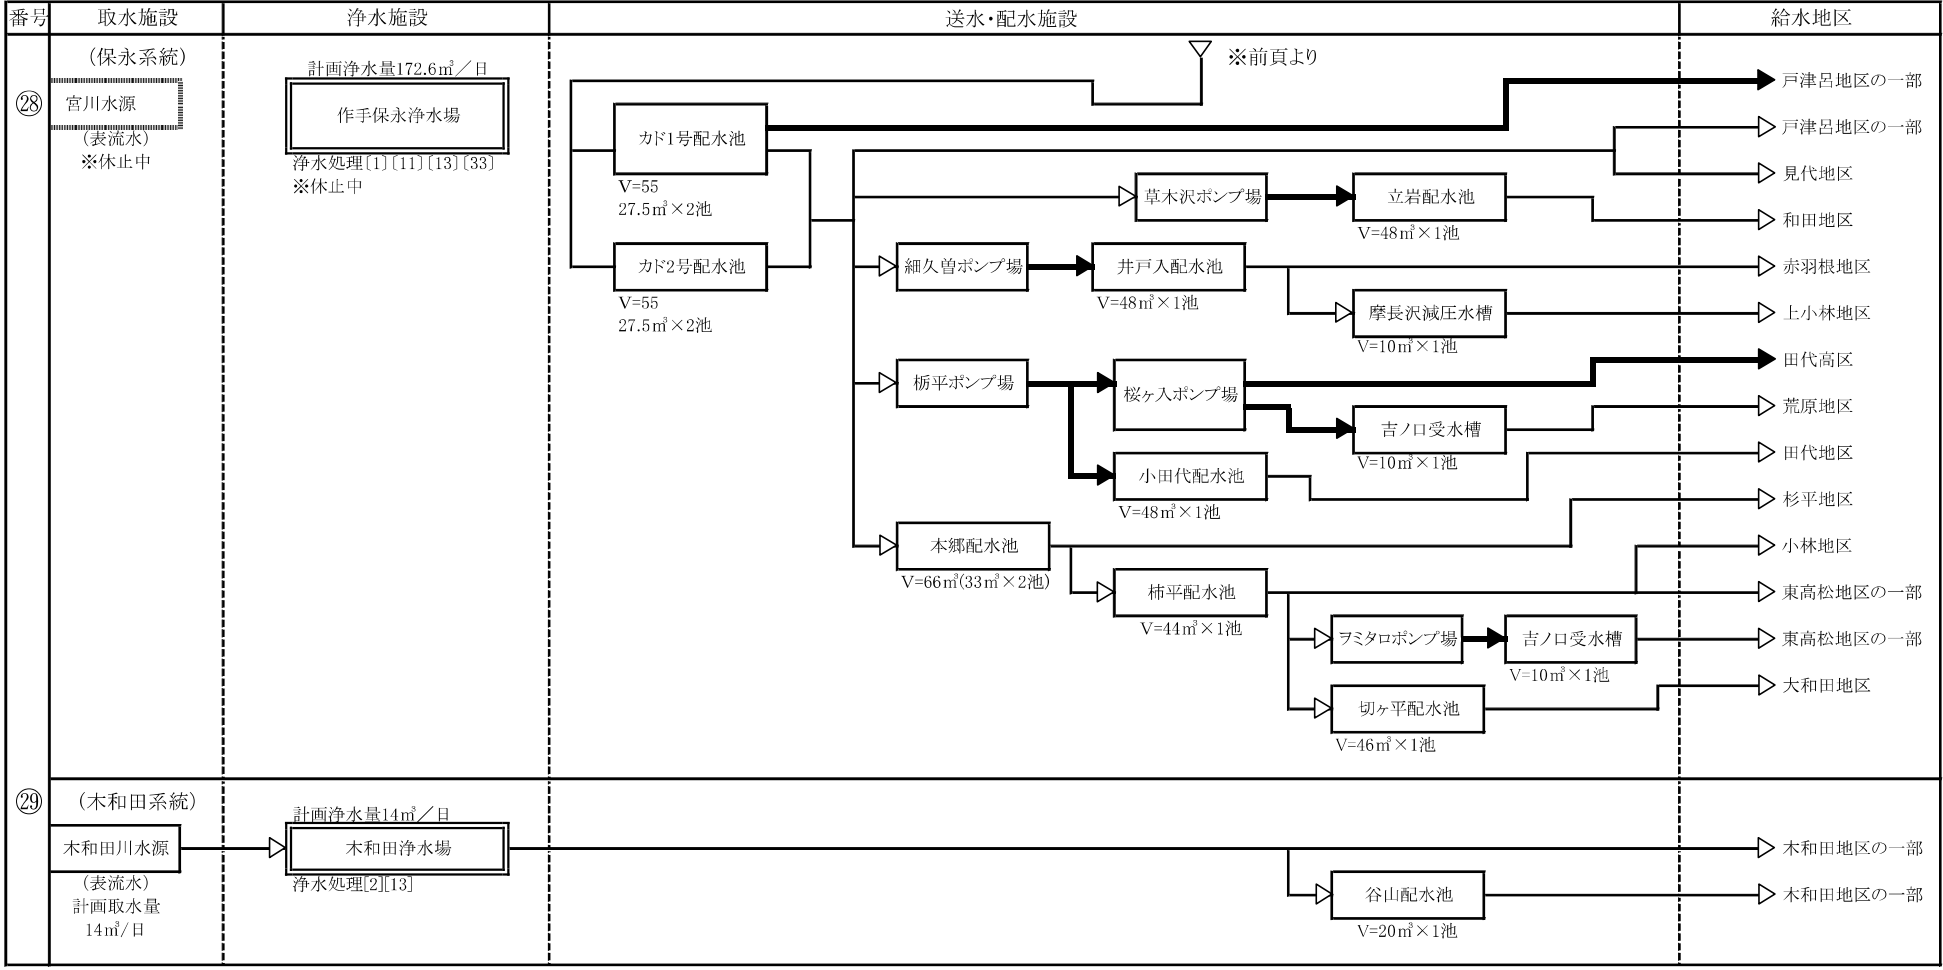 番号 取水施設 浄水施設 送水・配水施設 給水地区
㉘
(保永系統)
宮川水源
(表流水)
※休止中
計画浄水量172.6㎥／日
作手保永浄水場
浄水処理〔1〕〔11〕〔13〕〔33〕
※休止中
※前頁より
カド1号配水池
V=55
27.5㎥×2池
カド2号配水池
V=55
27.5㎥×2池
草木沢ポンプ場
立岩配水池
V=48㎥×1池
細久曽ポンプ場
井戸入配水池
V=48㎥×1池
摩長沢減圧水槽
V=10㎥×1池
栃平ポンプ場
桜ヶ入ポンプ場
吉ノ口受水槽
V=10㎥×1池
小田代配水池
V=48㎥×1池
本郷配水池
V=66㎥(33㎥×2池)
柿平配水池
V=44㎥×1池
ヲミタロポンプ場
吉ノ口受水槽
V=10㎥×1池
切ヶ平配水池
V=46㎥×1池
戸津呂地区の一部
戸津呂地区の一部
見代地区
和田地区
赤羽根地区
上小林地区
田代高区
荒原地区
田代地区
杉平地区
小林地区
東高松地区の一部
東高松地区の一部
大和田地区
㉙
(木和田系統)
木和田川水源
(表流水)
計画取水量
14㎥/日
計画浄水量14㎥／日
木和田浄水場
浄水処理[2][13]
谷山配水池
V=20㎥×1池
木和田地区の一部
木和田地区の一部